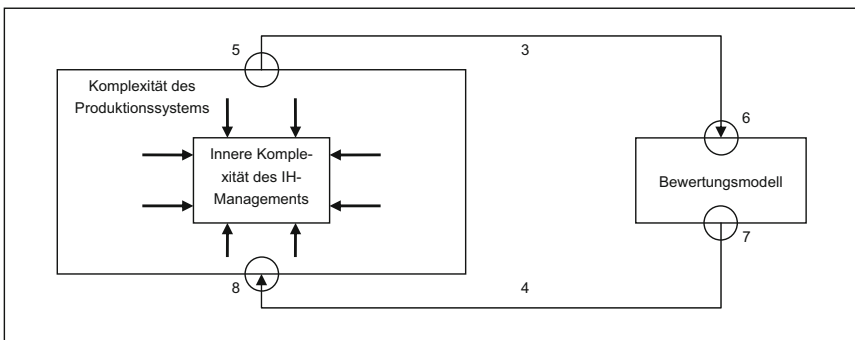 5
3
Komplexität des
Produktionssystems
6
Innere Komple-
xität des IH-
Managements
Bewertungsmodell
7
8
4